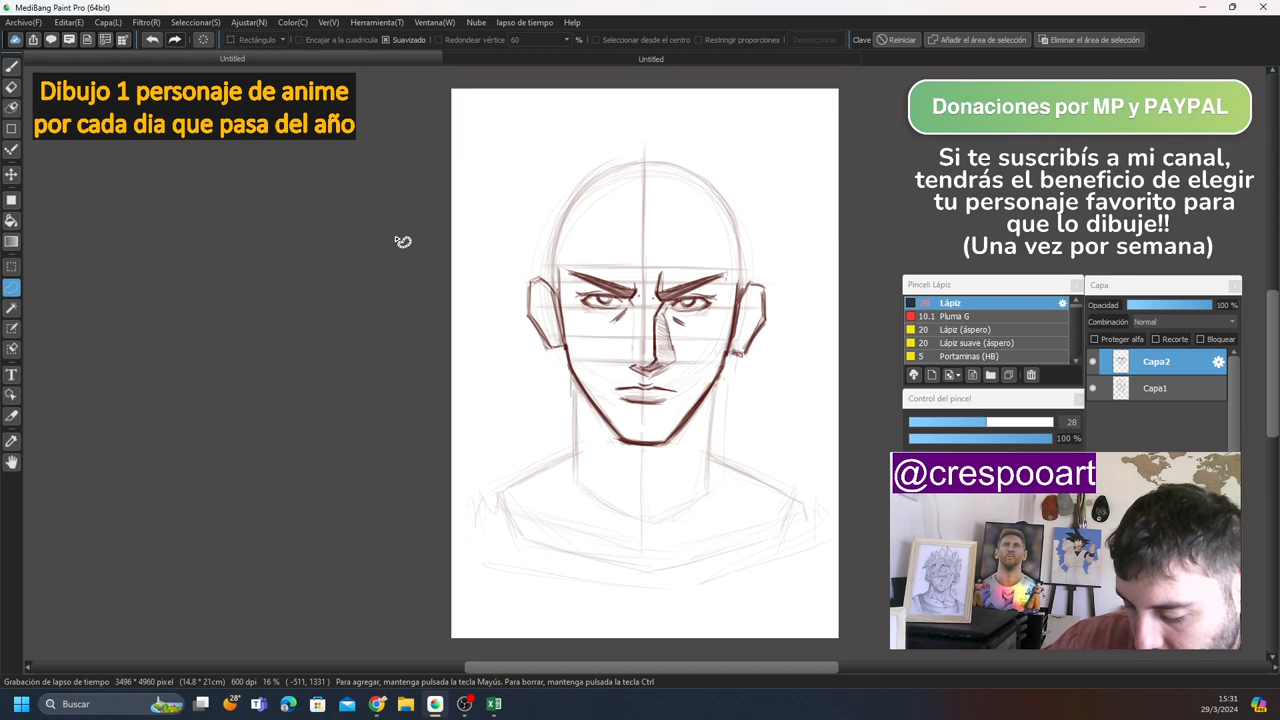 MediBang Paint Pro (64bit)
Archivo(F) Editar(E) Capa(L) Filtro(R) Seleccionar(S) Ajustar(N) Color(C) Ver(V) Herramienta(T) Ventana(W) Nube lapso de tiempo Help
Rectángulo Encajar a la cuadricula Suavizado Redondear vértice 60 % Seleccionar desde el centro Restringir proporciones Deseleccionar Clave Reiniciar Añadir el área de selección Eliminar el área de selección
Untitled Untitled
Dibujo 1 personaje de anime
por cada dia que pasa del año
Donaciones por MP y PAYPAL
Si te suscribís a mi canal,
tendrás el beneficio de elegir
tu personaje favorito para
que lo dibuje!!
(Una vez por semana)
Pincel: Lápiz
28 Lápiz
10.1 Pluma G
20 Lápiz (áspero)
20 Lápiz suave (áspero)
5 Portaminas (HB)
Control del pincel
28
100 %
Capa
Opacidad 100 %
Combinación Normal
Proteger alfa Recorte Bloquear
Capa2
Capa1
@crespooart
Grabación de lapso de tiempo 3496 * 4960 pixel (14.8 * 21cm) 600 dpi 16 % (-511, 1331) Para agregar, mantenga pulsada la tecla Mayús. Para borrar, mantenga pulsada la tecla Ctrl
Buscar
28°
15:31
29/3/2024